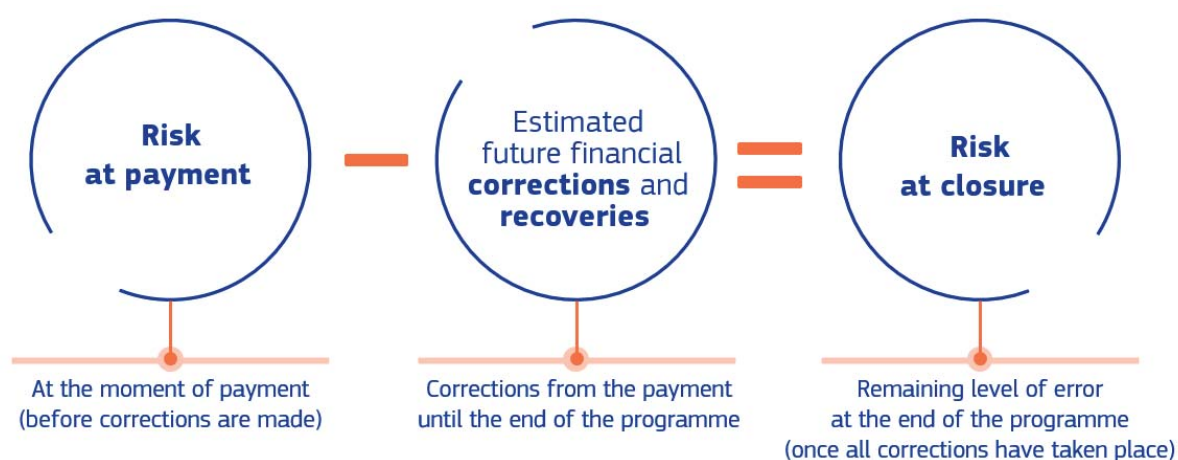 Risk
at payment
Estimated
future financial
corrections and
recoveries
Risk
at closure
At the moment of payment
(before corrections are made)
Corrections from the payment
until the end of the programme
Remaining level of error
at the end of the programme
(once all corrections have taken place)